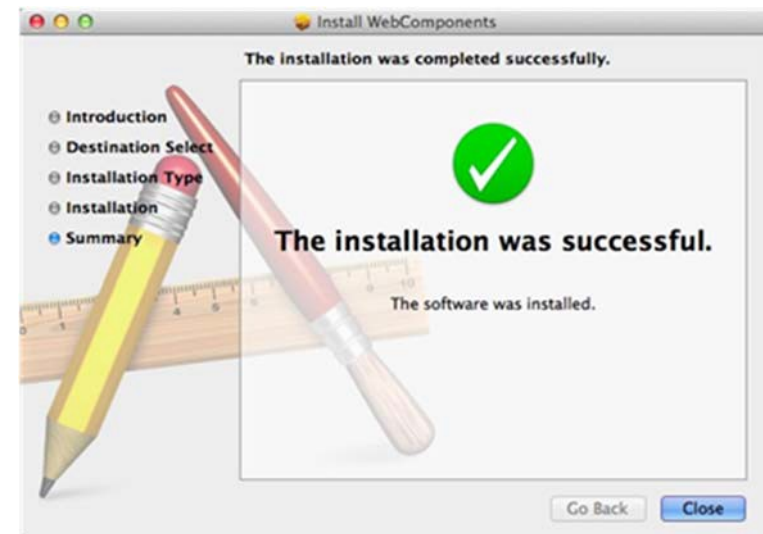 Install WebComponents
The installation was completed successfully.
Introduction
Destination Select
Installation Type
Installation
Summary
The installation was successful.
The software was installed.
Go Back
Close